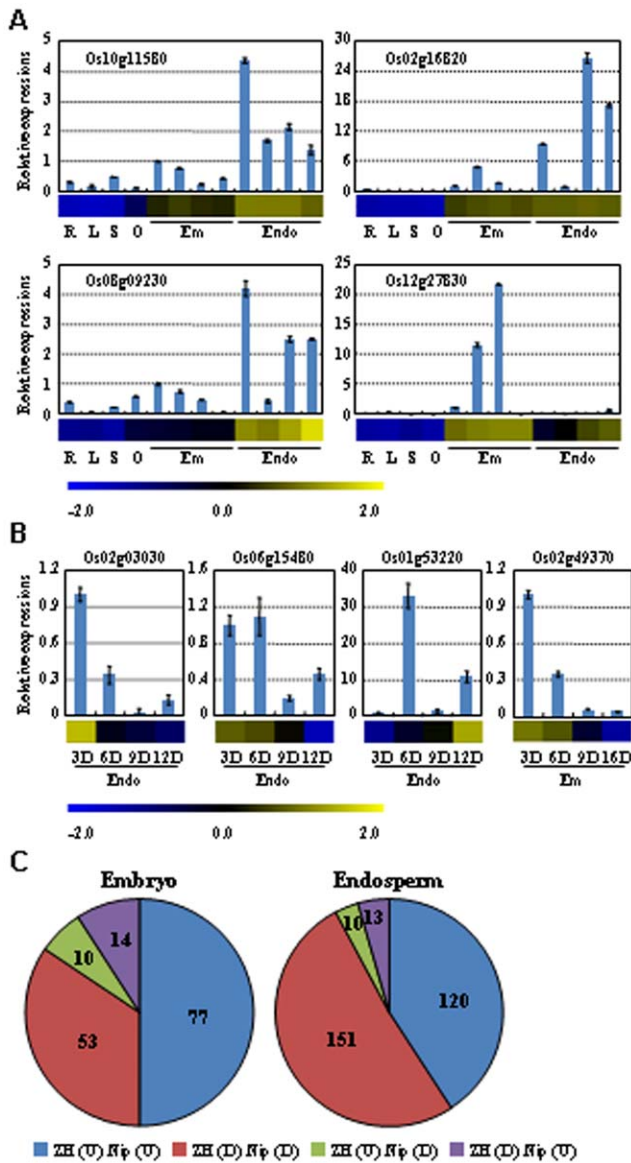 A
Relative expressions
5
4
3
2
1
0
Os10g11580
R L S O Em Endo
30
24
18
12
6
0
Os02g16820
R L S O Em Endo
Relative expressions
5
4
3
2
1
0
Os08g09230
R L S O Em Endo
25
20
15
10
5
0
Os12g27830
R L S O Em Endo
-2.0 0.0 2.0
B
Relative expressions
Os02g03030
1.2
0.9
0.6
0.3
0
3D 6D 9D 12D
Endo
Os06g15480
1.6
1.2
0.8
0.4
0
3D 6D 9D 12D
Endo
Os01g53220
40
30
20
10
0
3D 6D 9D 12D
Endo
Os02g49370
1.2
0.9
0.6
0.3
0
3D 6D 9D 16D
Em
-2.0 0.0 2.0
C
Embryo
14
10
77
53
Endosperm
10
13
120
151
ZH (U) Nip (U) ZH (D) Nip (D) ZH (U) Nip (D) ZH (D) Nip (U)